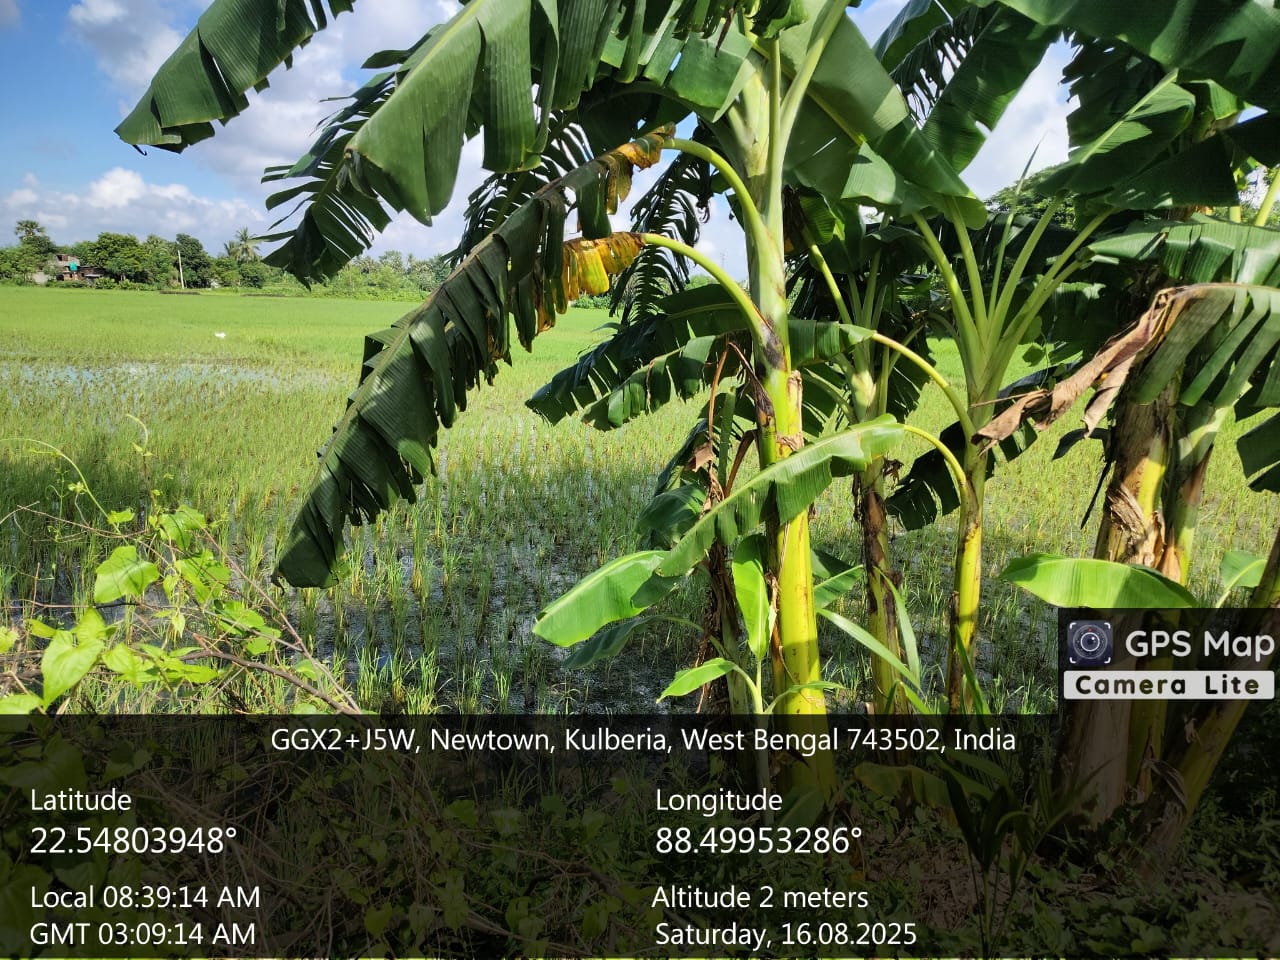 GPS Map
Camera Lite
GGX2+J5W, Newtown, Kulberia, West Bengal 743502, India
Latitude
22.54803948°
Longitude
88.49953286°
Local 08:39:14 AM
GMT 03:09:14 AM
Altitude 2 meters
Saturday, 16.08.2025